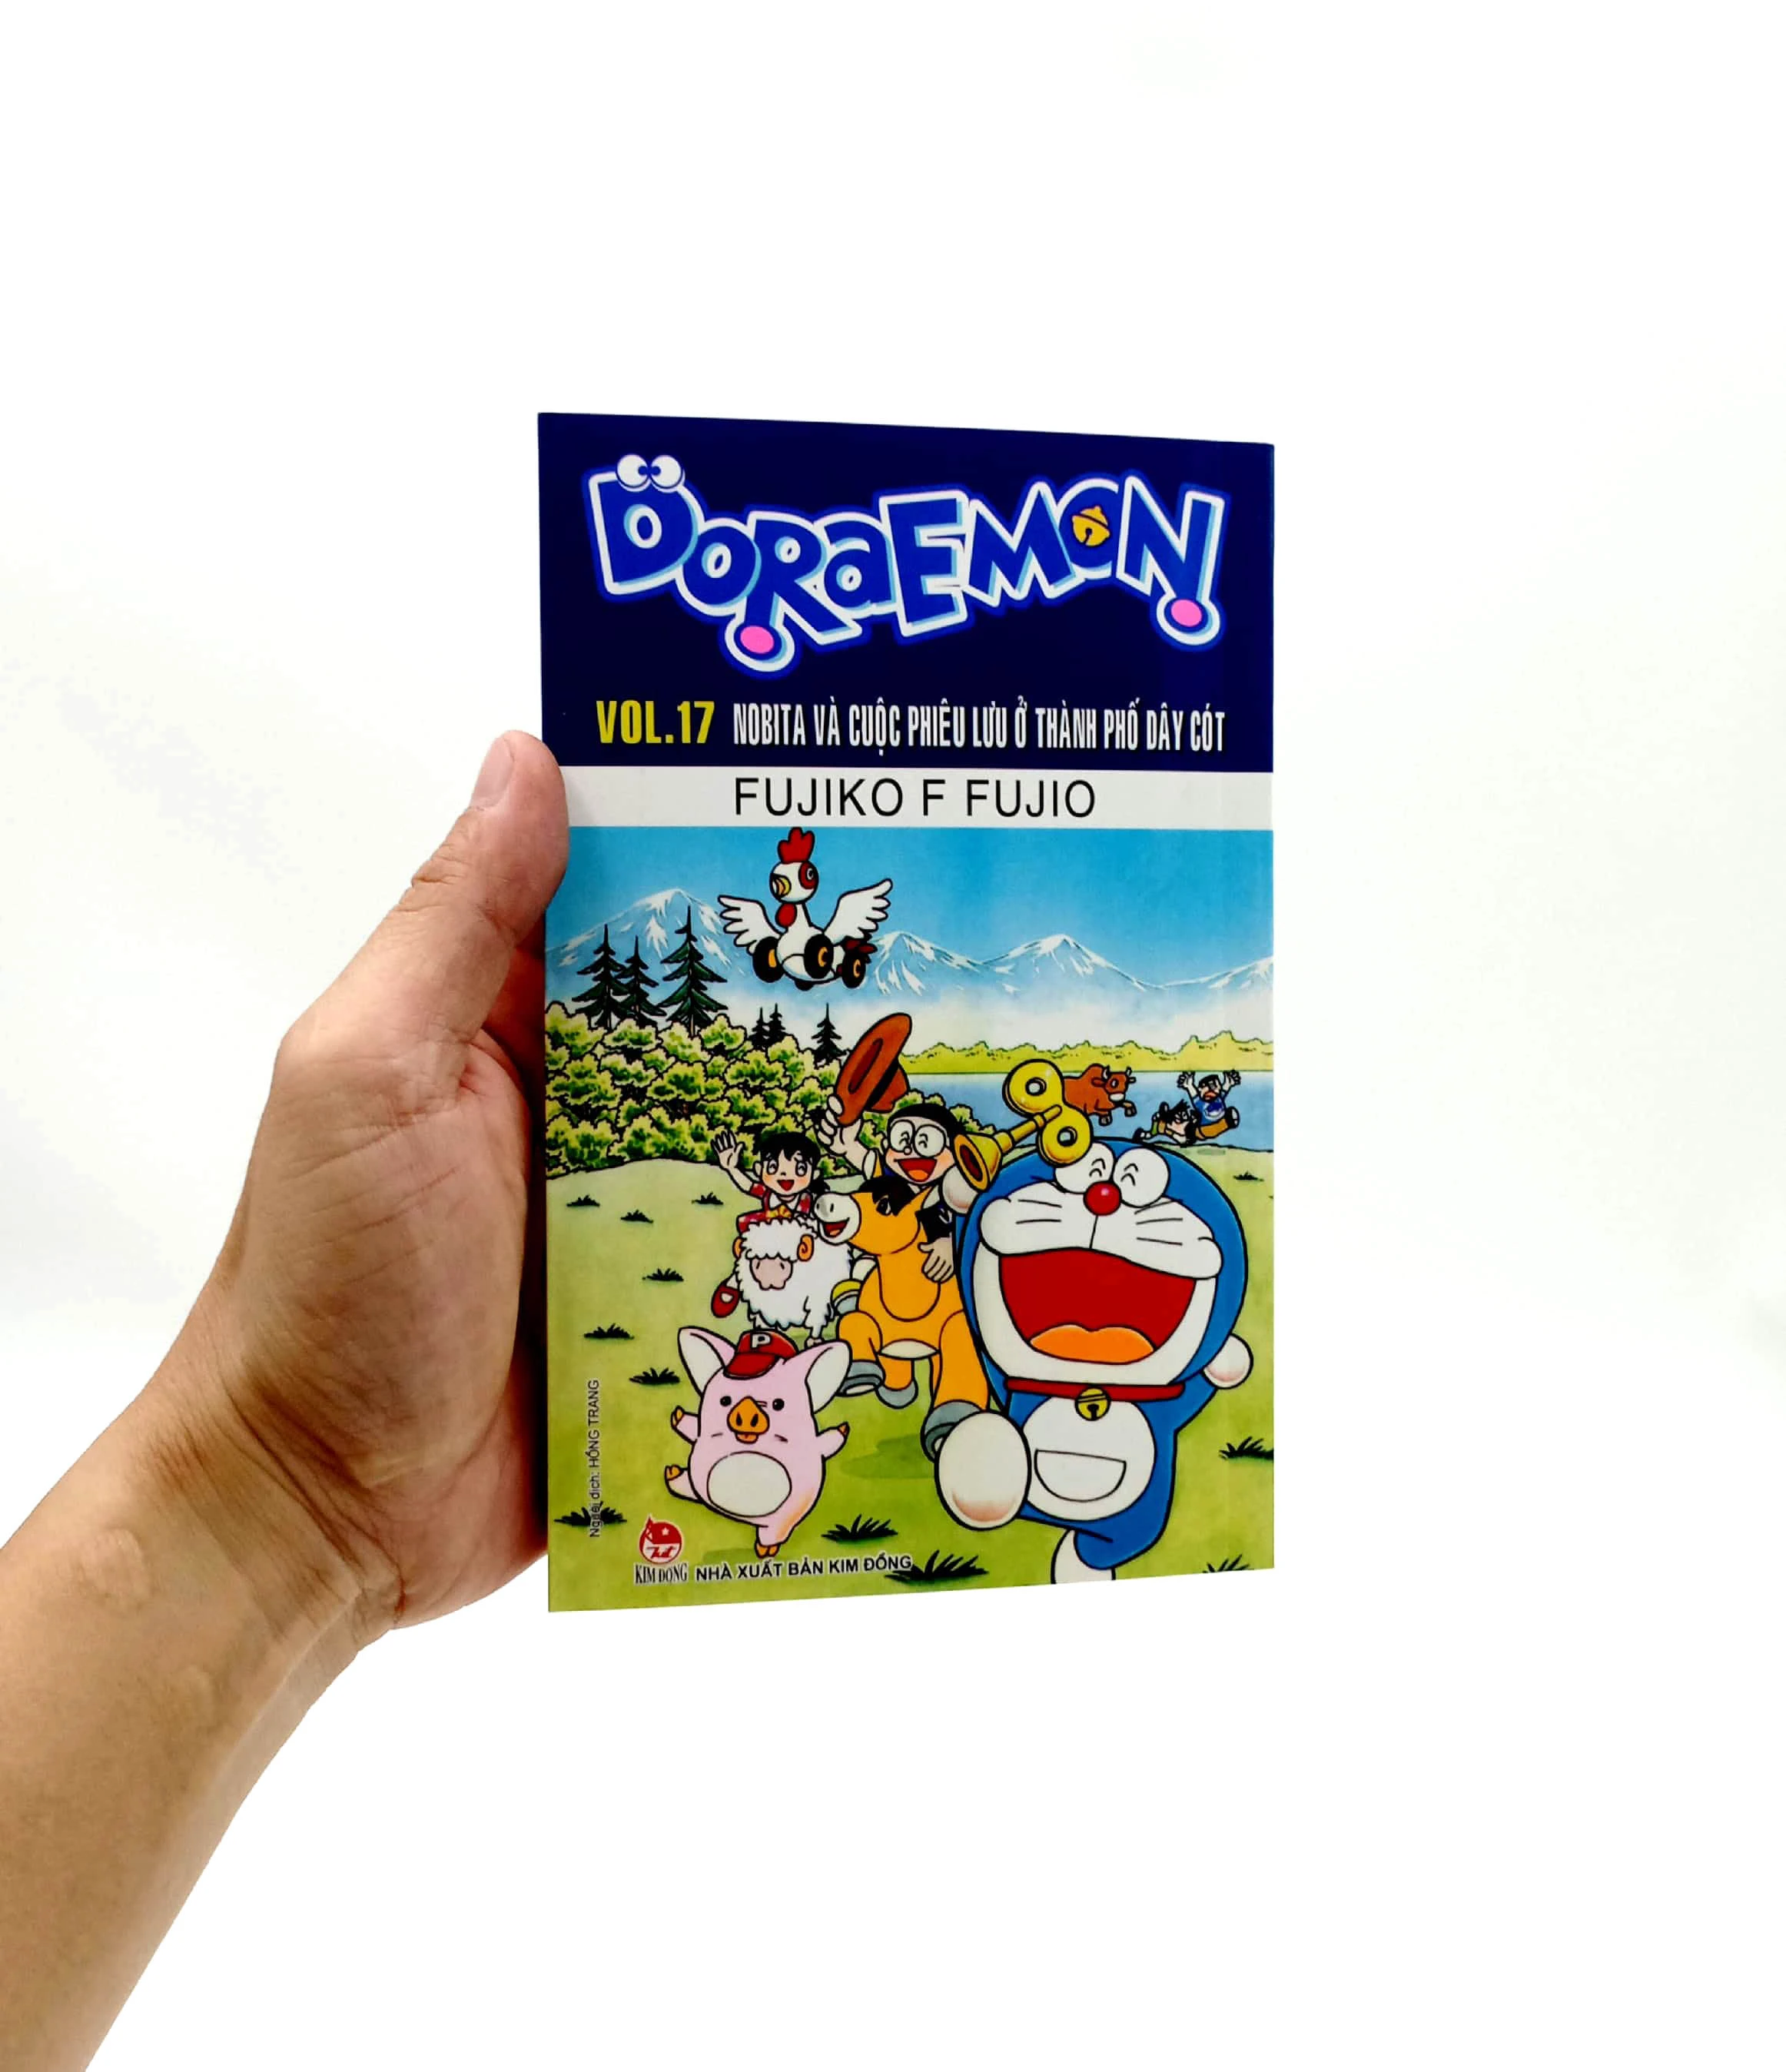 DORAEMON
VOL.17 NOBITA VÀ CUỘC PHIÊU LƯU Ở THÀNH PHỐ DÂY CÓT
FUJIKO F FUJIO
P
Người dịch: HỒNG TRANG
KIM ĐỒNG NHÀ XUẤT BẢN KIM ĐỒNG